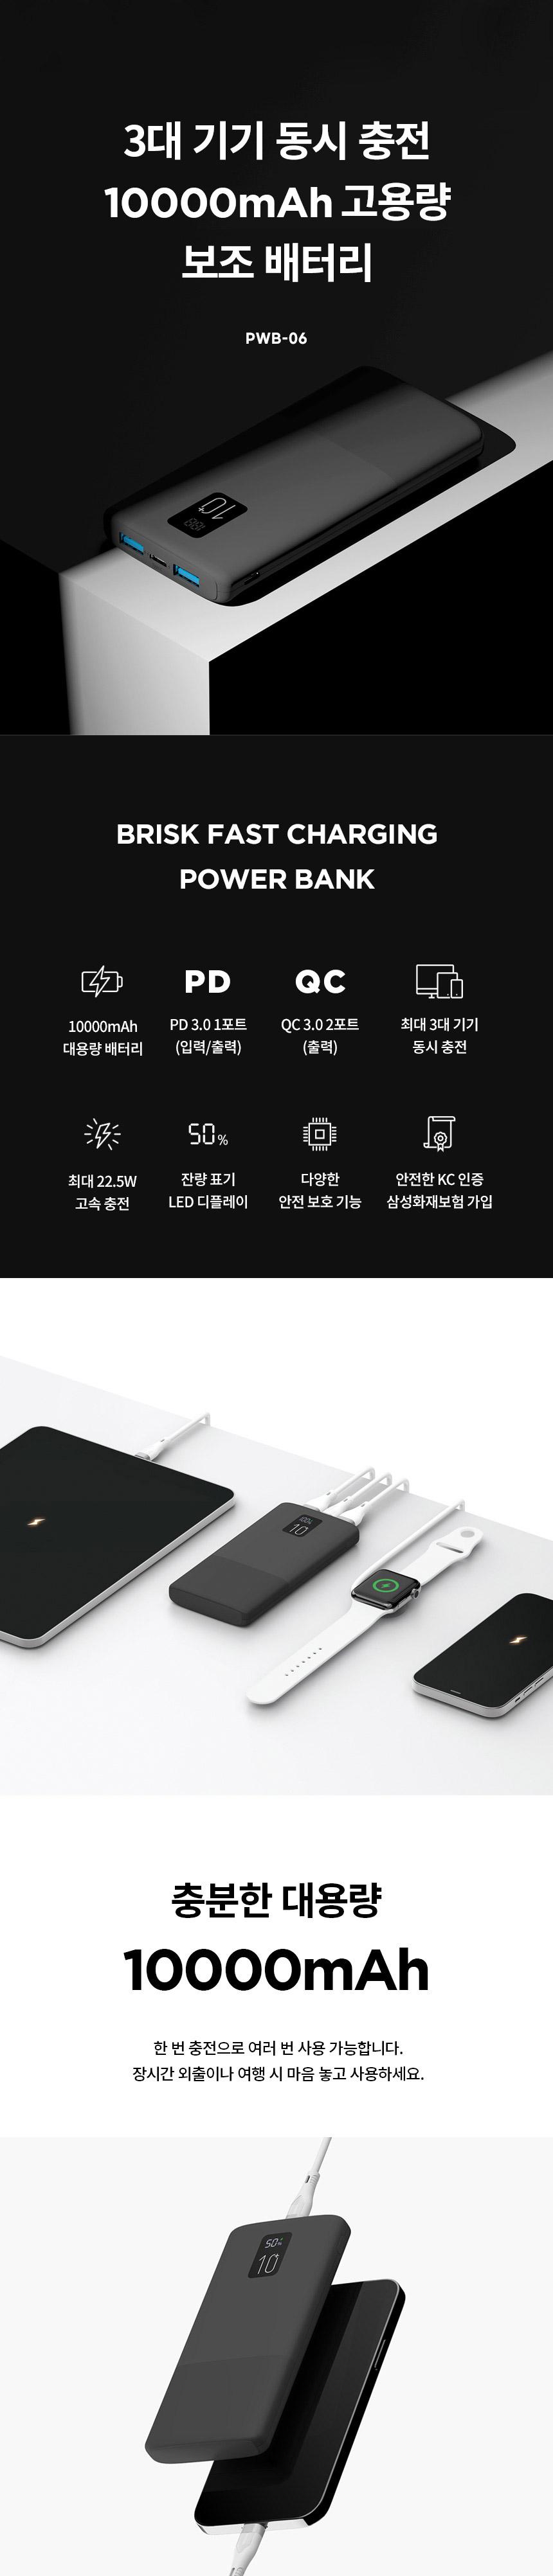 3대 기기 동시 충전
10000mAh 고용량
보조 배터리
PWB-06
10
BRISK FAST CHARGING
POWER BANK
10000mAh
대용량 배터리
PD
PD 3.0 1포트
(입력/출력)
QC
QC 3.0 2포트
(출력)
최대 3대 기기
동시 충전
최대 22.5W
고속 충전
50%
잔량 표기
LED 디플레이
다양한
안전 보호 기능
안전한 KC 인증
삼성화재보험 가입
100%
10
충분한 대용량
10000mAh
한 번 충전으로 여러 번 사용 가능합니다.
장시간 외출이나 여행 시 마음 놓고 사용하세요.
50%
10